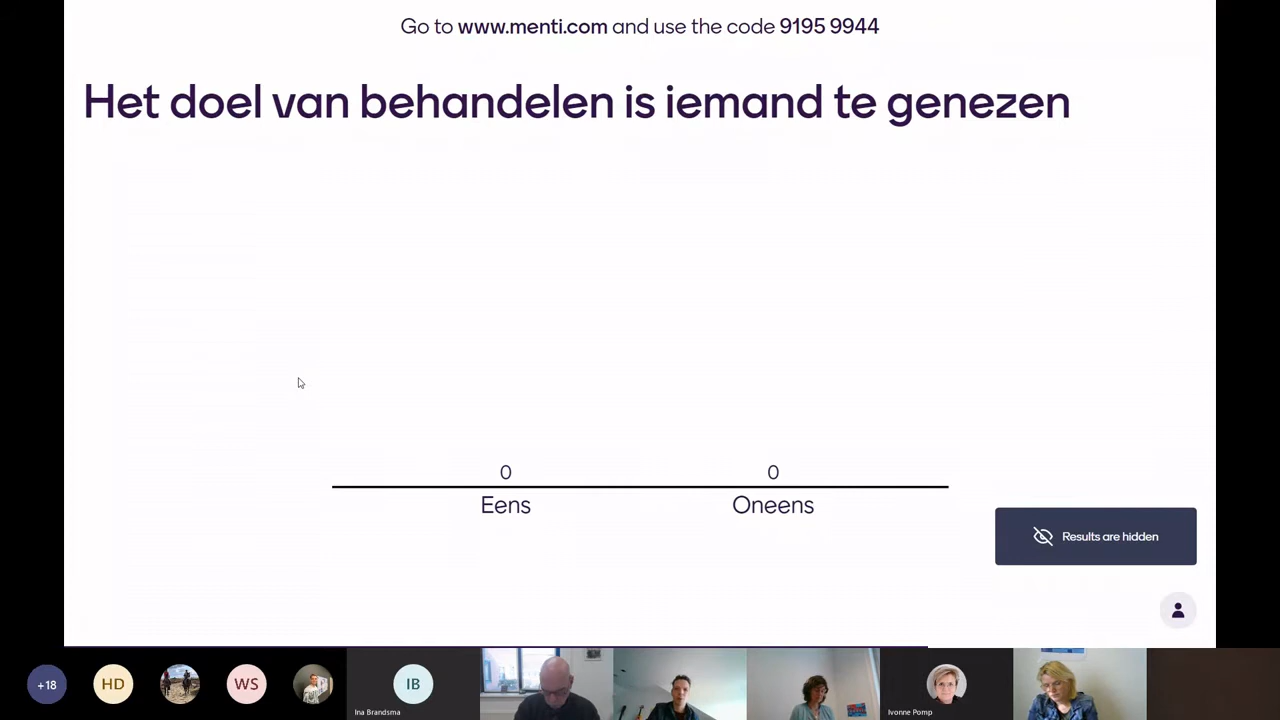 Go to www.menti.com and use the code 9195 9944
Het doel van behandelen is iemand te genezen
0
0
Eens
Oneens
Results are hidden
+18
HD
WS
IB
Ina Brandsma
Ivonne Pomp